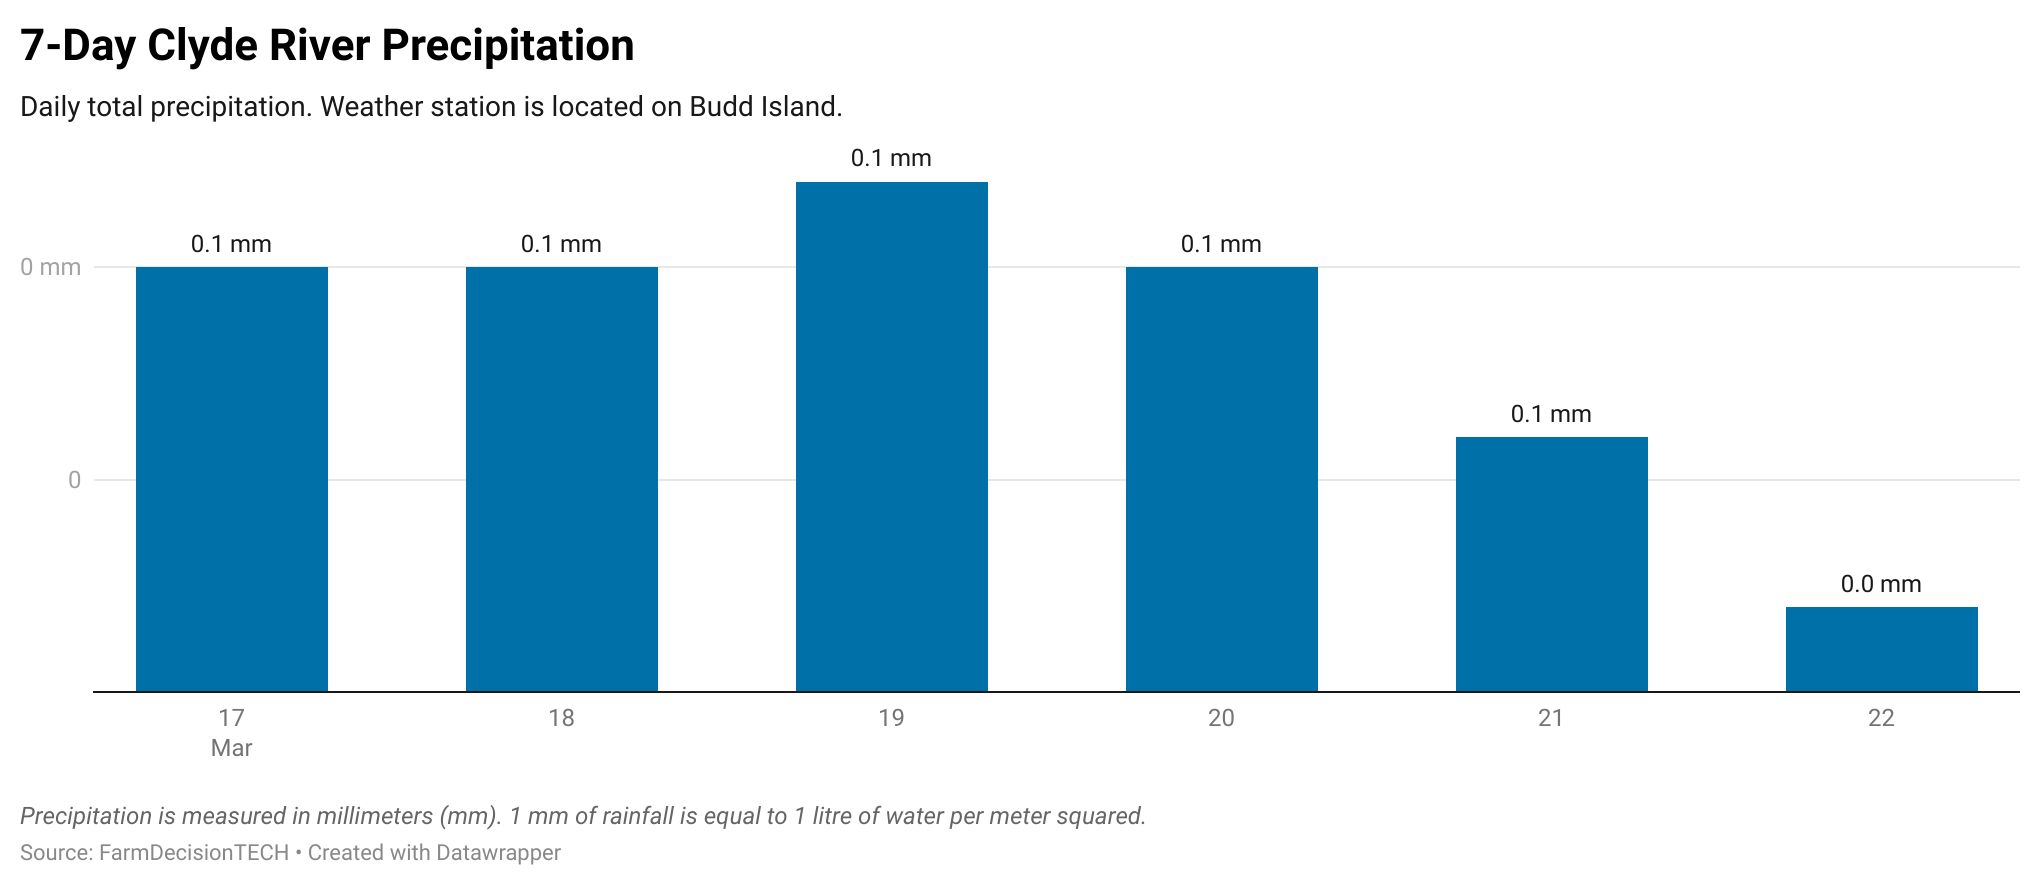 7-Day Clyde River Precipitation
Daily total precipitation. Weather station is located on Budd Island.
0.1 mm
0.1 mm 0.1 mm 0.1 mm
0 mm
0.1 mm
0
0.0 mm
17 18 19 20 21 22
Mar
Precipitation is measured in millimeters (mm). 1 mm of rainfall is equal to 1 litre of water per meter squared.
Source: FarmDecisionTECH • Created with Datawrapper